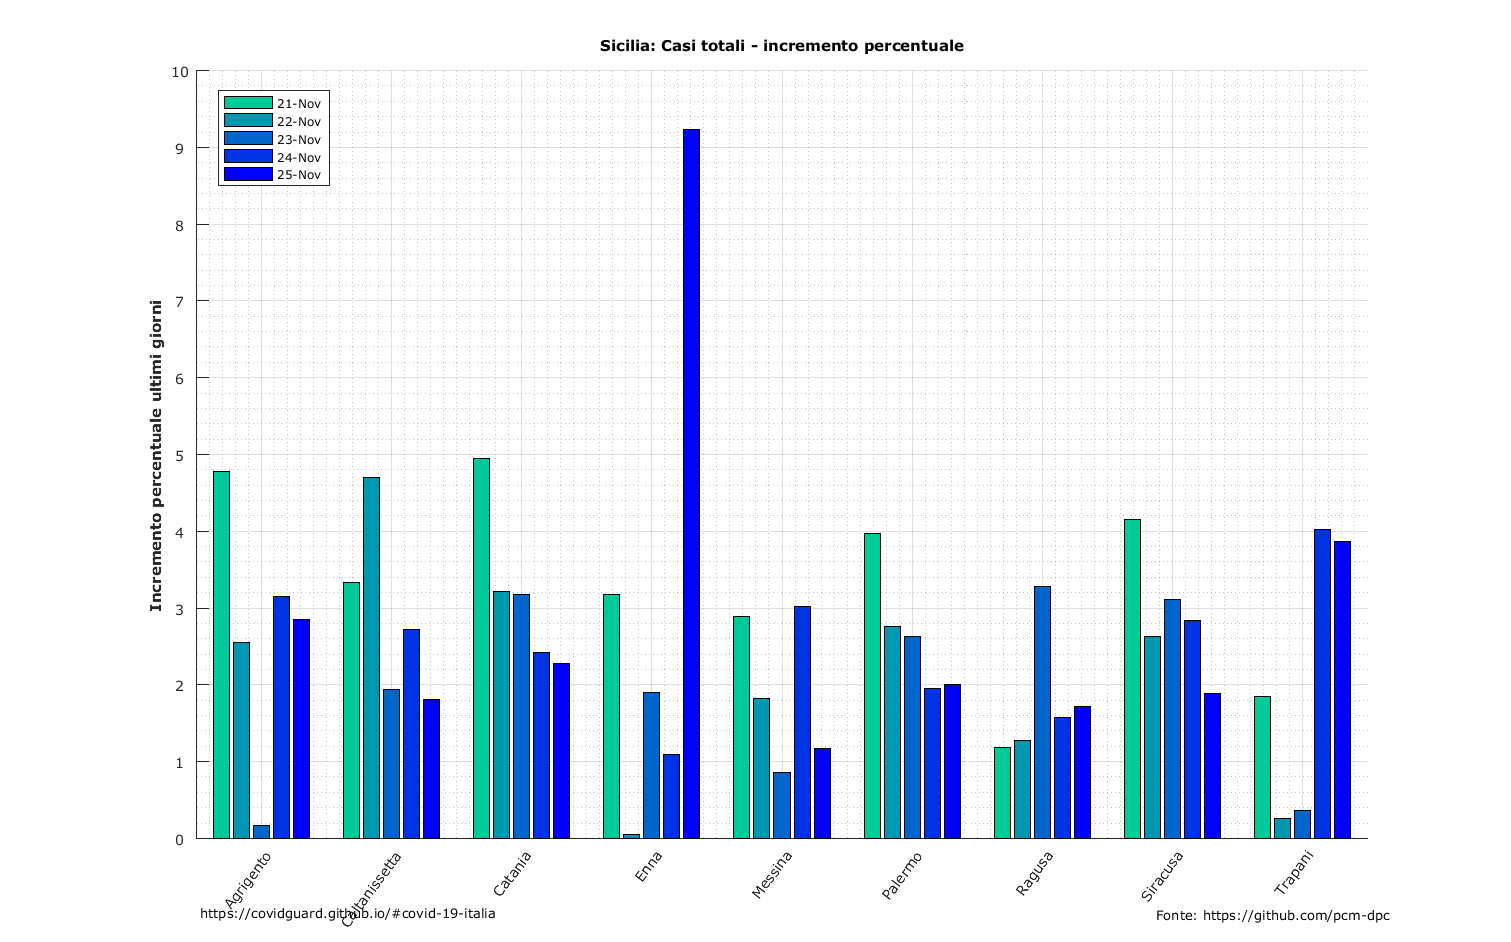 Sicilia: Casi totali - incremento percentuale
10
9
8
7
6
5
4
3
2
1
0
Incremento percentuale ultimi giorni
21-Nov
22-Nov
23-Nov
24-Nov
25-Nov
Agrigento
Caltanissetta
Catania
Enna
Messina
Palermo
Ragusa
Siracusa
Trapani
https://covidguard.github.io/#covid-19-italia
Fonte: https://github.com/pcm-dpc